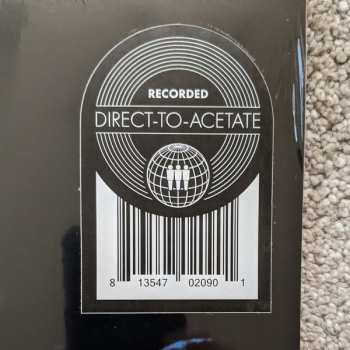 RECORDED
DIRECT-TO-ACETATE
8 13547 02090 1